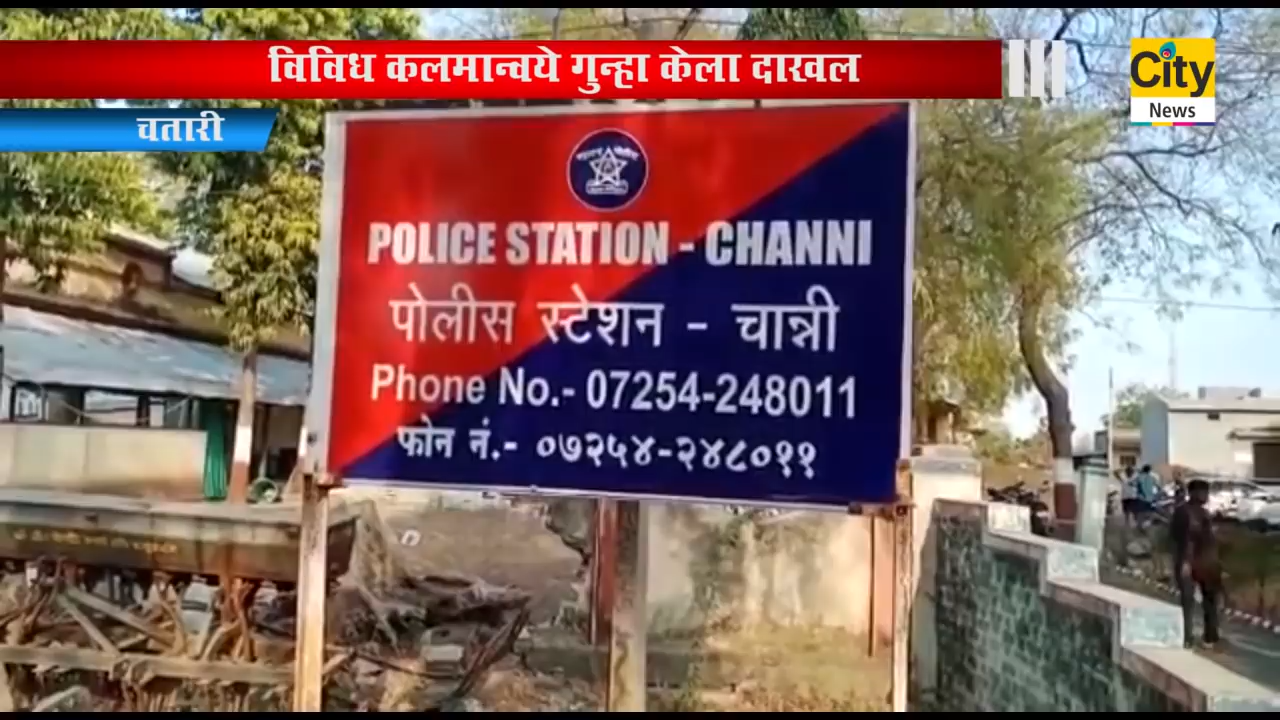 विविध कलमान्वये गुन्हा केला दाखल
City
News
चतारी
POLICE STATION - CHANNI
पोलीस स्टेशन - चान्नी
Phone No.- 07254-248011
फोन नं.- ०७२५४-२४८०११